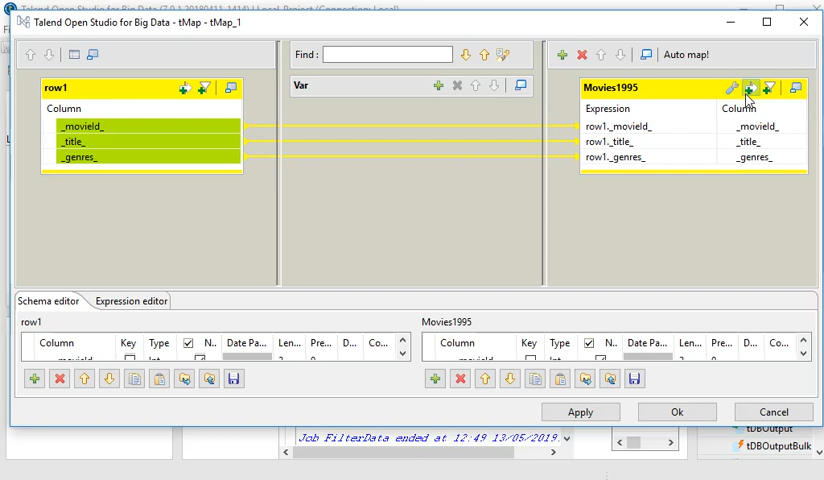 Talend Open Studio for Big Data - tMap - tMap_1
Find :
Auto map!
row1
Column
_movieId_
_title_
_genres_
Var
Movies1995
Expression Column
row1._movieId_ _movieId_
row1._title_ _title_
row1._genres_ _genres_
Schema editor Expression editor
row1
Column Key Type N.. Date Pa... Len... Pre... D... Co...
Movies1995
Column Key Type N.. Date Pa... Len... Pre... D... Co...
Apply Ok Cancel
Job FilterData ended at 12:49 13/05/2019.
tDBOutput
tDBOutputBulk